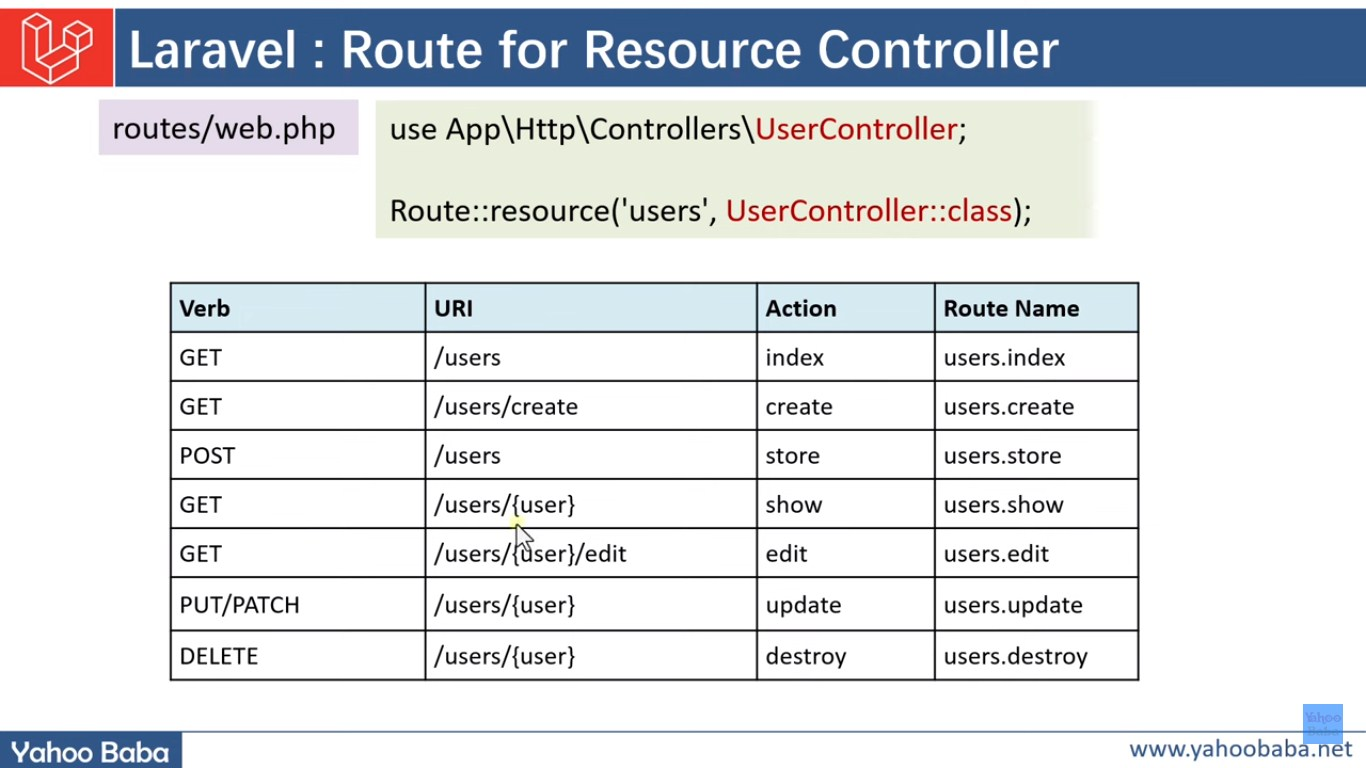 Laravel : Route for Resource Controller
routes/web.php
use App\Http\Controllers\UserController;
Route::resource('users', UserController::class);
Verb URI Action Route Name
GET /users index users.index
GET /users/create create users.create
POST /users store users.store
GET /users/{user} show users.show
GET /users/{user}/edit edit users.edit
PUT/PATCH /users/{user} update users.update
DELETE /users/{user} destroy users.destroy
Yahoo
Baba
Yahoo Baba
www.yahoobaba.net